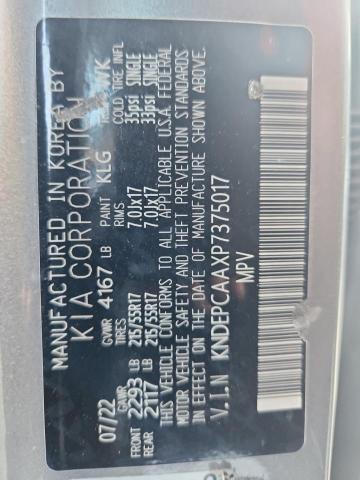 MANUFACTURED IN KOREA BY
KIA CORPORATION
07/22 GVWR 4167 LB PAINT KLG WK
GAWR TIRES RIMS COLD TIRE INFL
FRONT 2293 LB 215/55R17 7.0Jx17 35psi SINGLE
REAR 2117 LB 215/55R17 7.0Jx17 33psi SINGLE
THIS VEHICLE CONFORMS TO ALL APPLICABLE U.S.A. FEDERAL
MOTOR VEHICLE SAFETY AND THEFT PREVENTION STANDARDS
IN EFFECT ON THE DATE OF MANUFACTURE SHOWN ABOVE.
V.I.N KNDEPCAAXP7375017
MPV